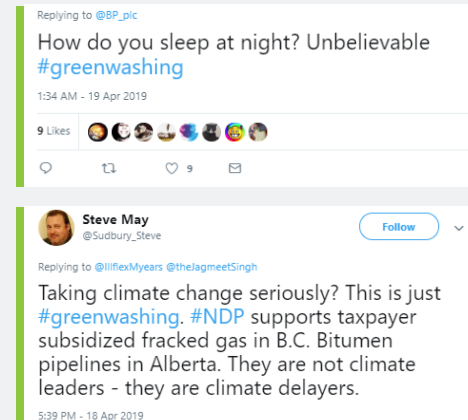 Replying to @BP_plc
How do you sleep at night? Unbelievable
#greenwashing
1:34 AM - 19 Apr 2019
9 Likes
9
Steve May
@Sudbury_Steve
Follow
Replying to @IllflexMyears @theJagmeetSingh
Taking climate change seriously? This is just
#greenwashing. #NDP supports taxpayer
subsidized fracked gas in B.C. Bitumen
pipelines in Alberta. They are not climate
leaders - they are climate delayers.
5:39 PM - 18 Apr 2019